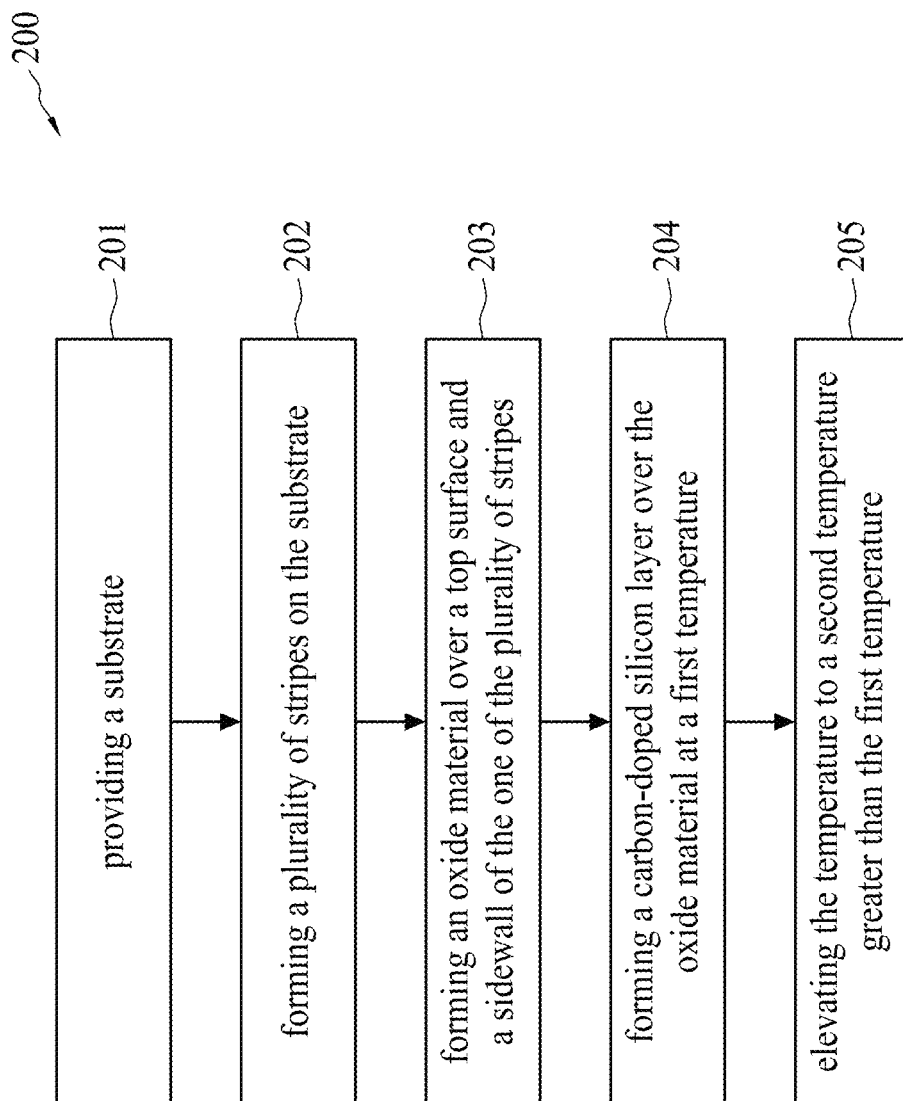 200
providing a substrate
201
forming a plurality of stripes on the substrate
202
forming an oxide material over a top surface and
a sidewall of the one of the plurality of stripes
203
forming a carbon-doped silicon layer over the
oxide material at a first temperature
204
elevating the temperature to a second temperature
greater than the first temperature
205